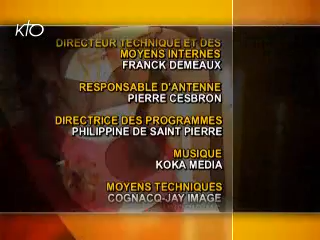 kto
DIRECTEUR TECHNIQUE ET DES
MOYENS INTERNES
FRANCK DEMEAUX
RESPONSABLE D'ANTENNE
PIERRE CESBRON
DIRECTRICE DES PROGRAMMES
PHILIPPINE DE SAINT PIERRE
MUSIQUE
KOKA MEDIA
MOYENS TECHNIQUES
COGNACQ-JAY IMAGE